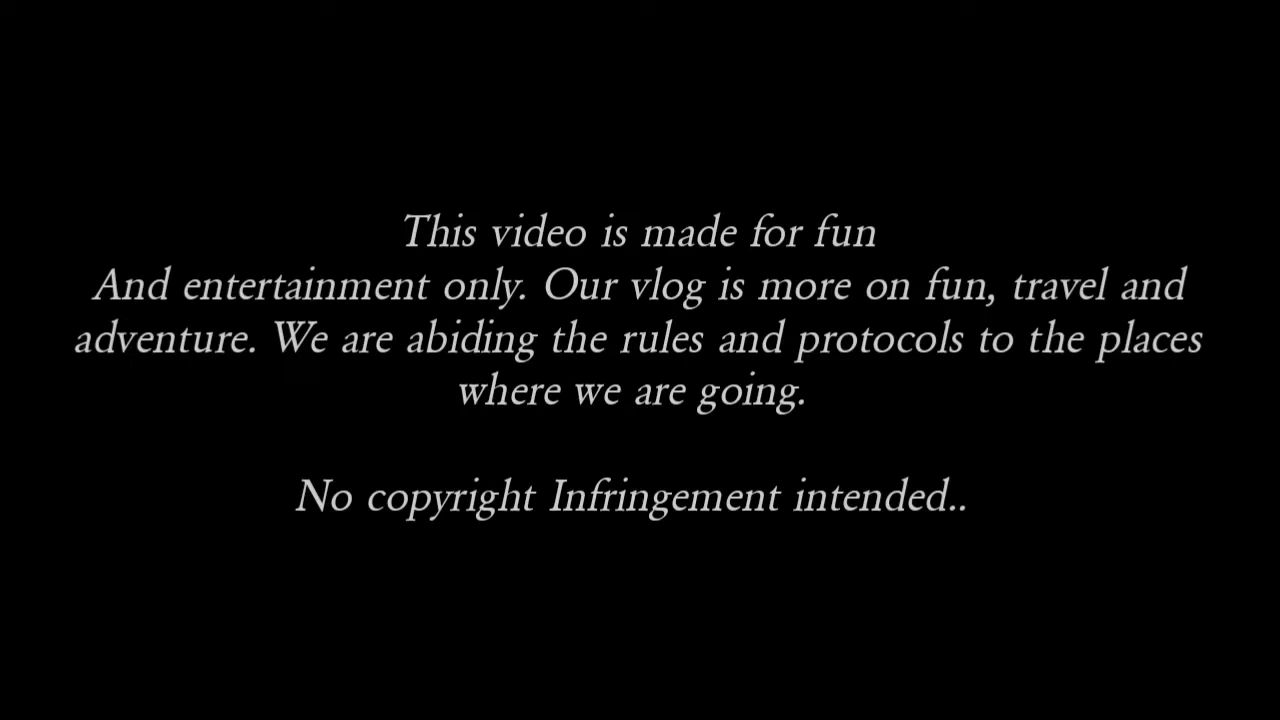 This video is made for fun
And entertainment only. Our vlog is more on fun, travel and
adventure. We are abiding the rules and protocols to the places
where we are going.
No copyright Infringement intended..